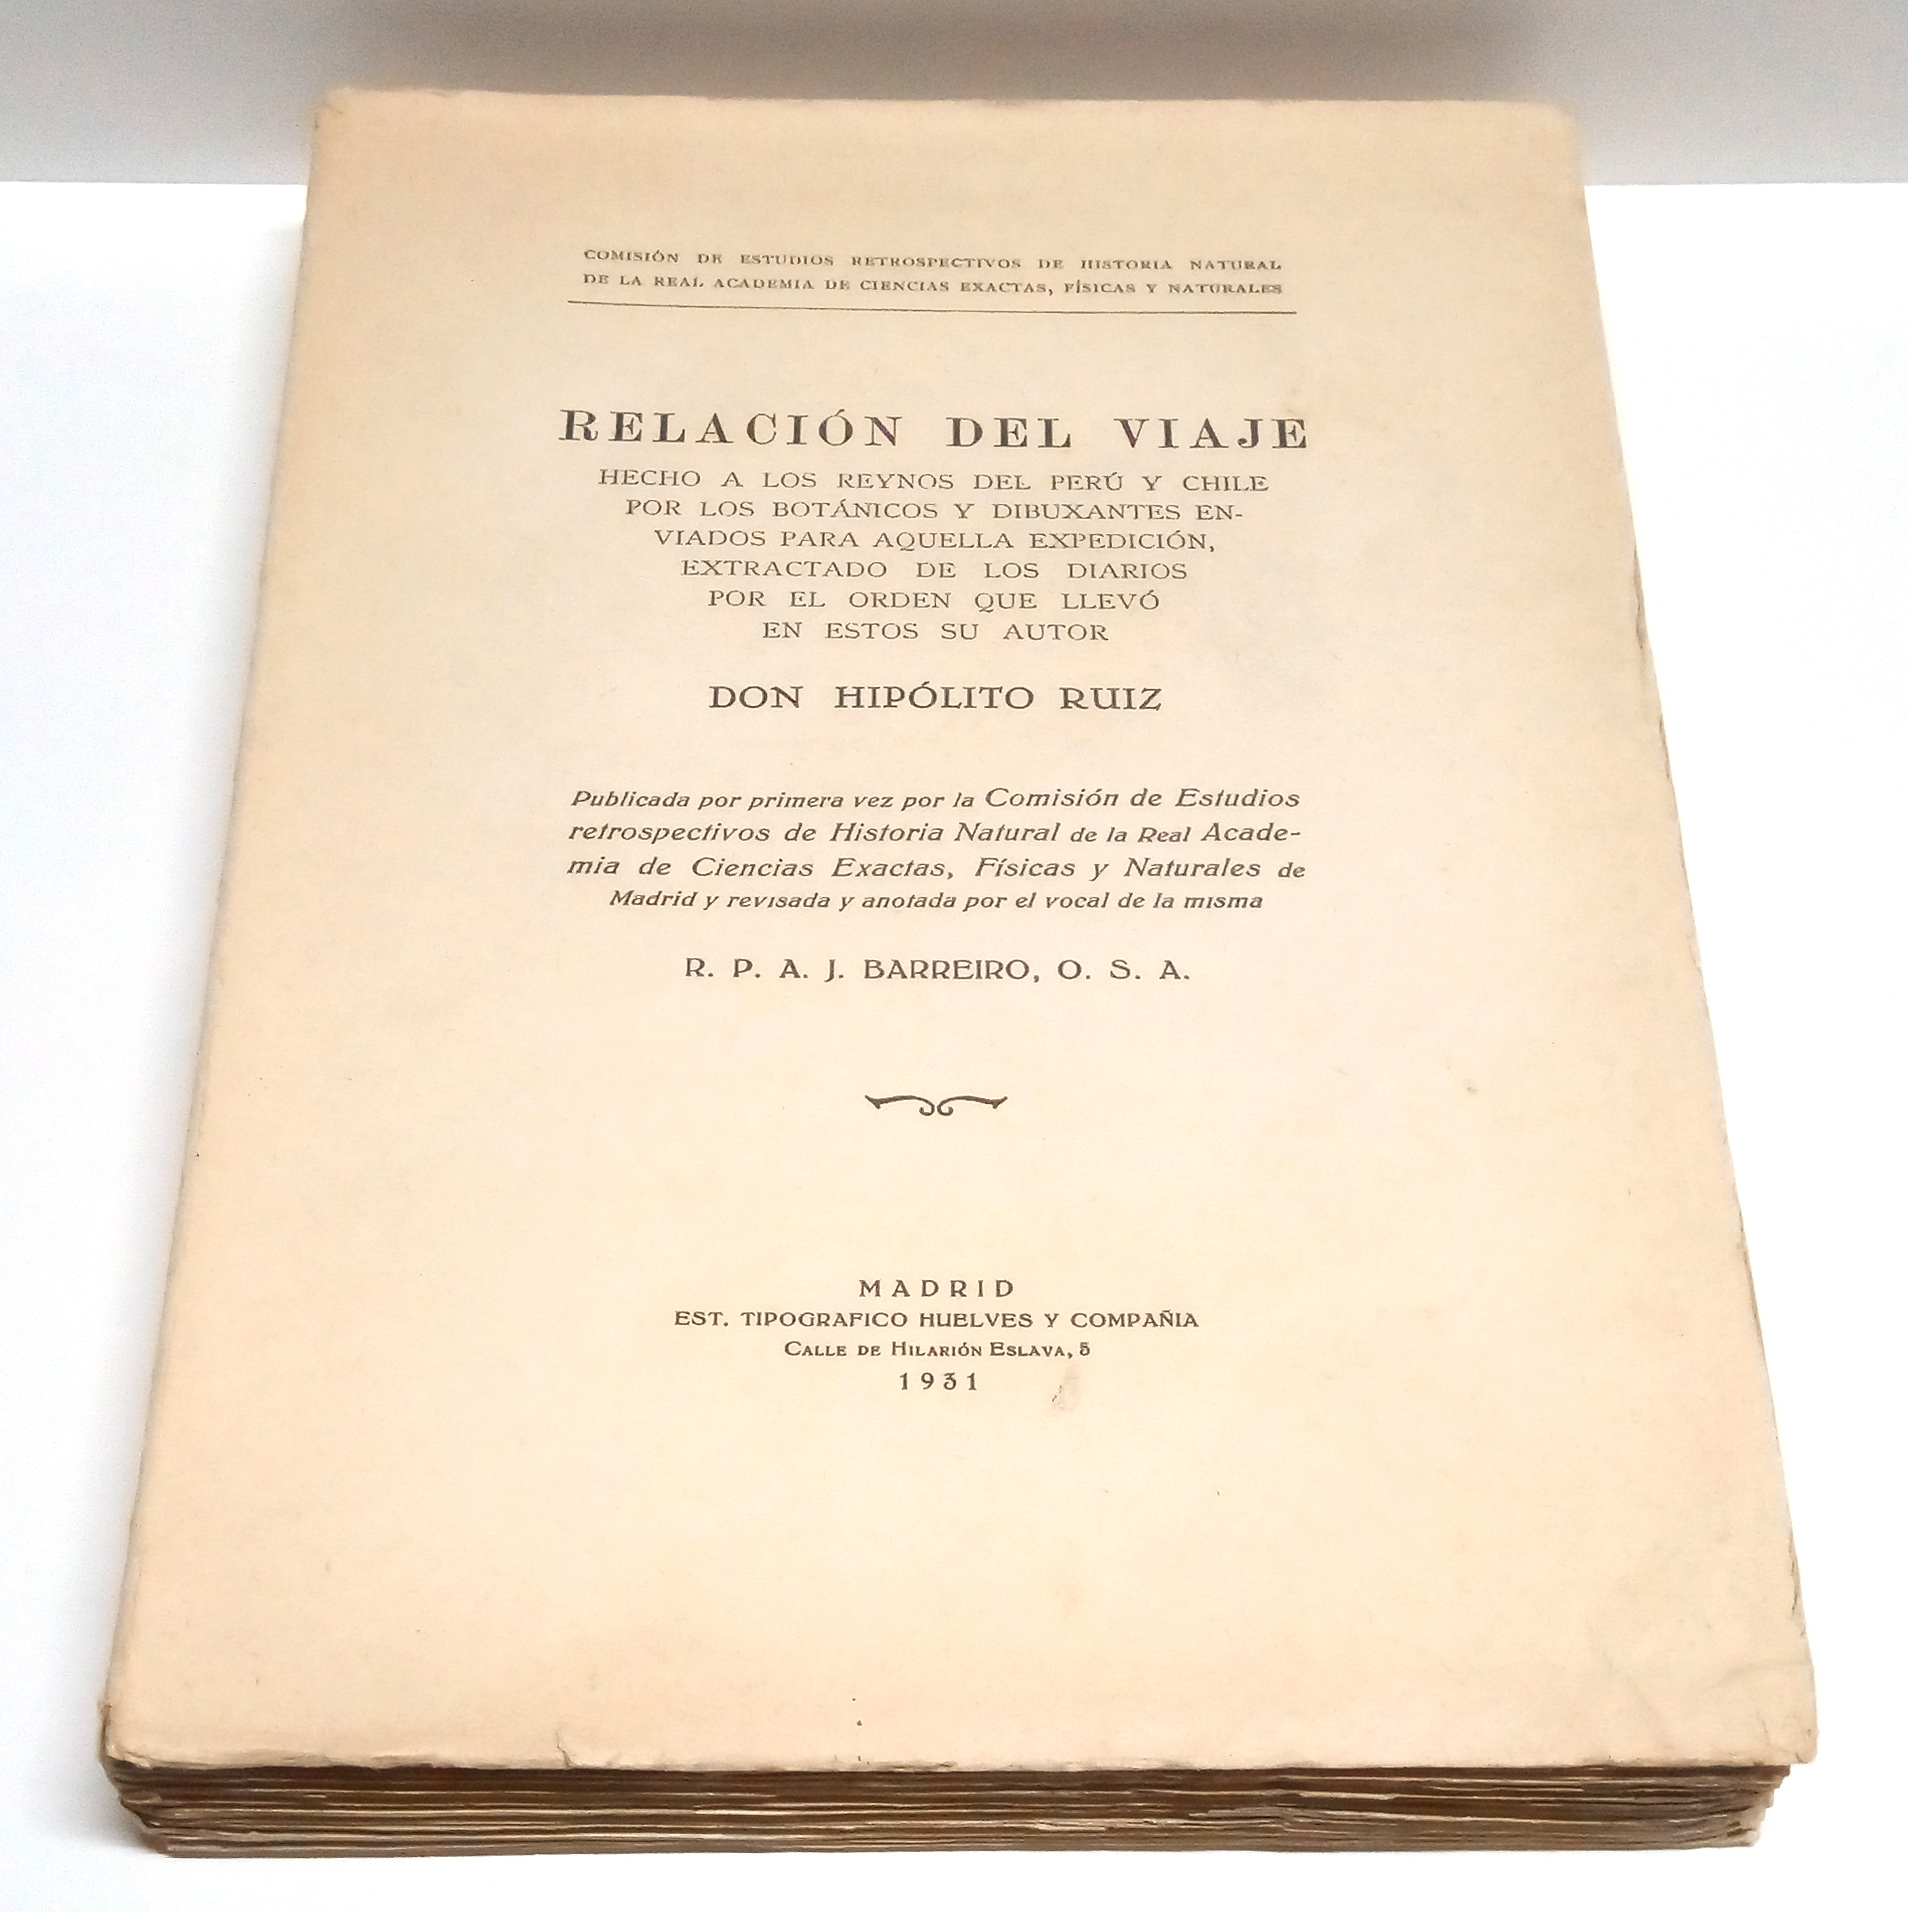 COMISIÓN DE ESTUDIOS RETROSPECTIVOS DE HISTORIA NATURAL
DE LA REAL ACADEMIA DE CIENCIAS EXACTAS, FÍSICAS Y NATURALES
RELACIÓN DEL VIAJE
HECHO A LOS REYNOS DEL PERÚ Y CHILE
POR LOS BOTÁNICOS Y DIBUXANTES EN-
VIADOS PARA AQUELLA EXPEDICIÓN,
EXTRACTADO DE LOS DIARIOS
POR EL ORDEN QUE LLEVÓ
EN ESTOS SU AUTOR
DON HIPÓLITO RUIZ
Publicada por primera vez por la Comisión de Estudios
retrospectivos de Historia Natural de la Real Acade-
mia de Ciencias Exactas, Físicas y Naturales de
Madrid y revisada y anotada por el vocal de la misma
R. P. A. J. BARREIRO, O. S. A.
MADRID
EST. TIPOGRAFICO HUELVES Y COMPAÑIA
CALLE DE HILARIÓN ESLAVA, 5
1931